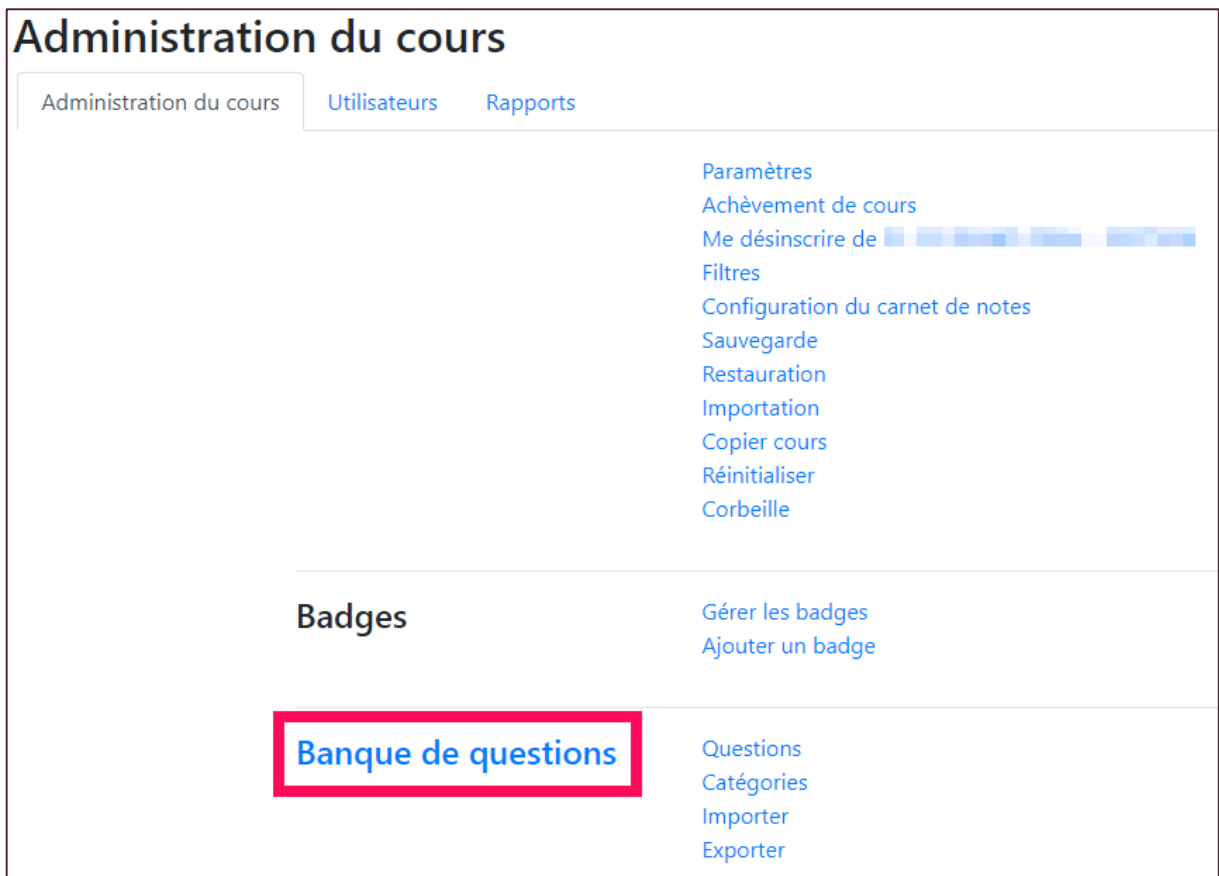 Administration du cours
Administration du cours Utilisateurs Rapports
Paramètres
Achèvement de cours
Me désinscrire de
Filtres
Configuration du carnet de notes
Sauvegarde
Restauration
Importation
Copier cours
Réinitialiser
Corbeille
Badges
Gérer les badges
Ajouter un badge
Banque de questions
Questions
Catégories
Importer
Exporter